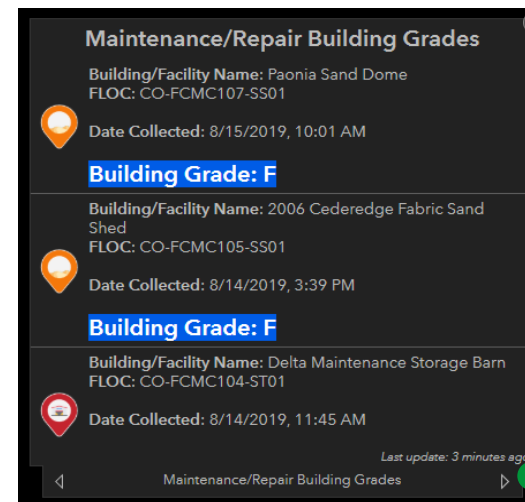 Maintenance/Repair Building Grades
Building/Facility Name: Paonia Sand Dome
FLOC: CO-FCMC107-SS01
Date Collected: 8/15/2019, 10:01 AM
Building Grade: F
Building/Facility Name: 2006 Cederedge Fabric Sand
Shed
FLOC: CO-FCMC105-SS01
Date Collected: 8/14/2019, 3:39 PM
Building Grade: F
Building/Facility Name: Delta Maintenance Storage Barn
FLOC: CO-FCMC104-ST01
Date Collected: 8/14/2019, 11:45 AM
Last update: 3 minutes ago
Maintenance/Repair Building Grades